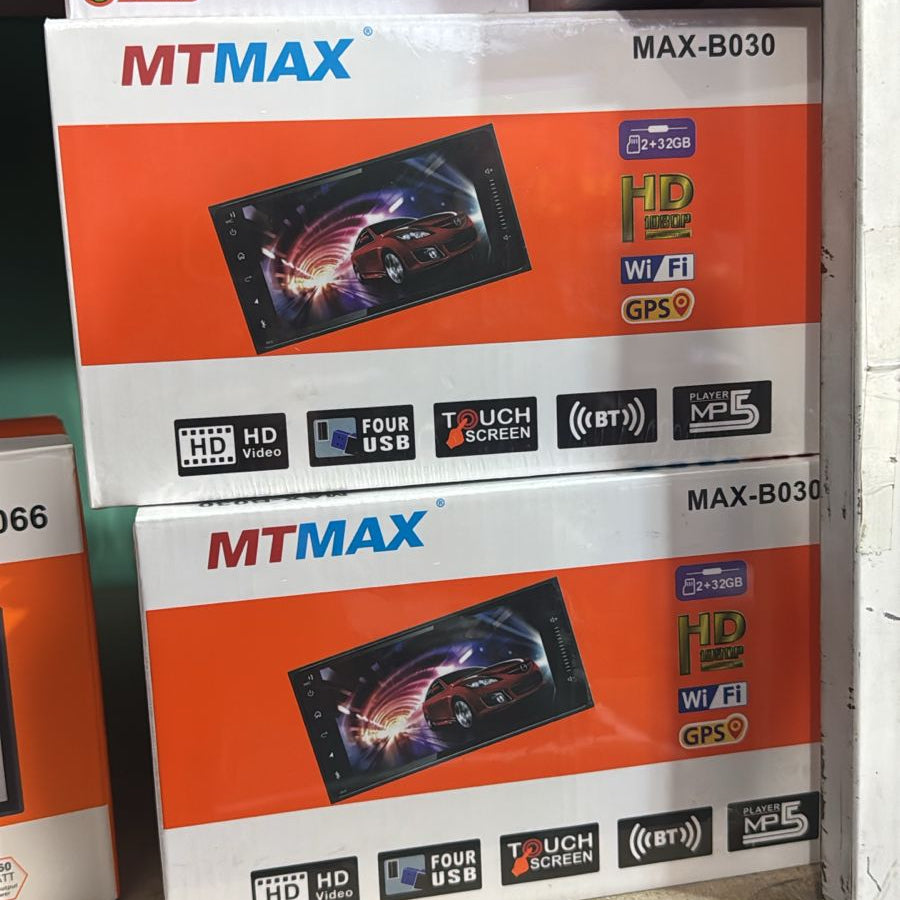 MTMAX®
MAX-B030
2+32GB
HD
1080P
Wi/Fi
GPS
HD HD Video
FOUR USB
TOUCH SCREEN
BT
PLAYER MP5
066
MTMAX®
MAX-B030
2+32GB
HD
1080P
Wi/Fi
GPS
HD HD Video
FOUR USB
TOUCH SCREEN
BT
PLAYER MP5